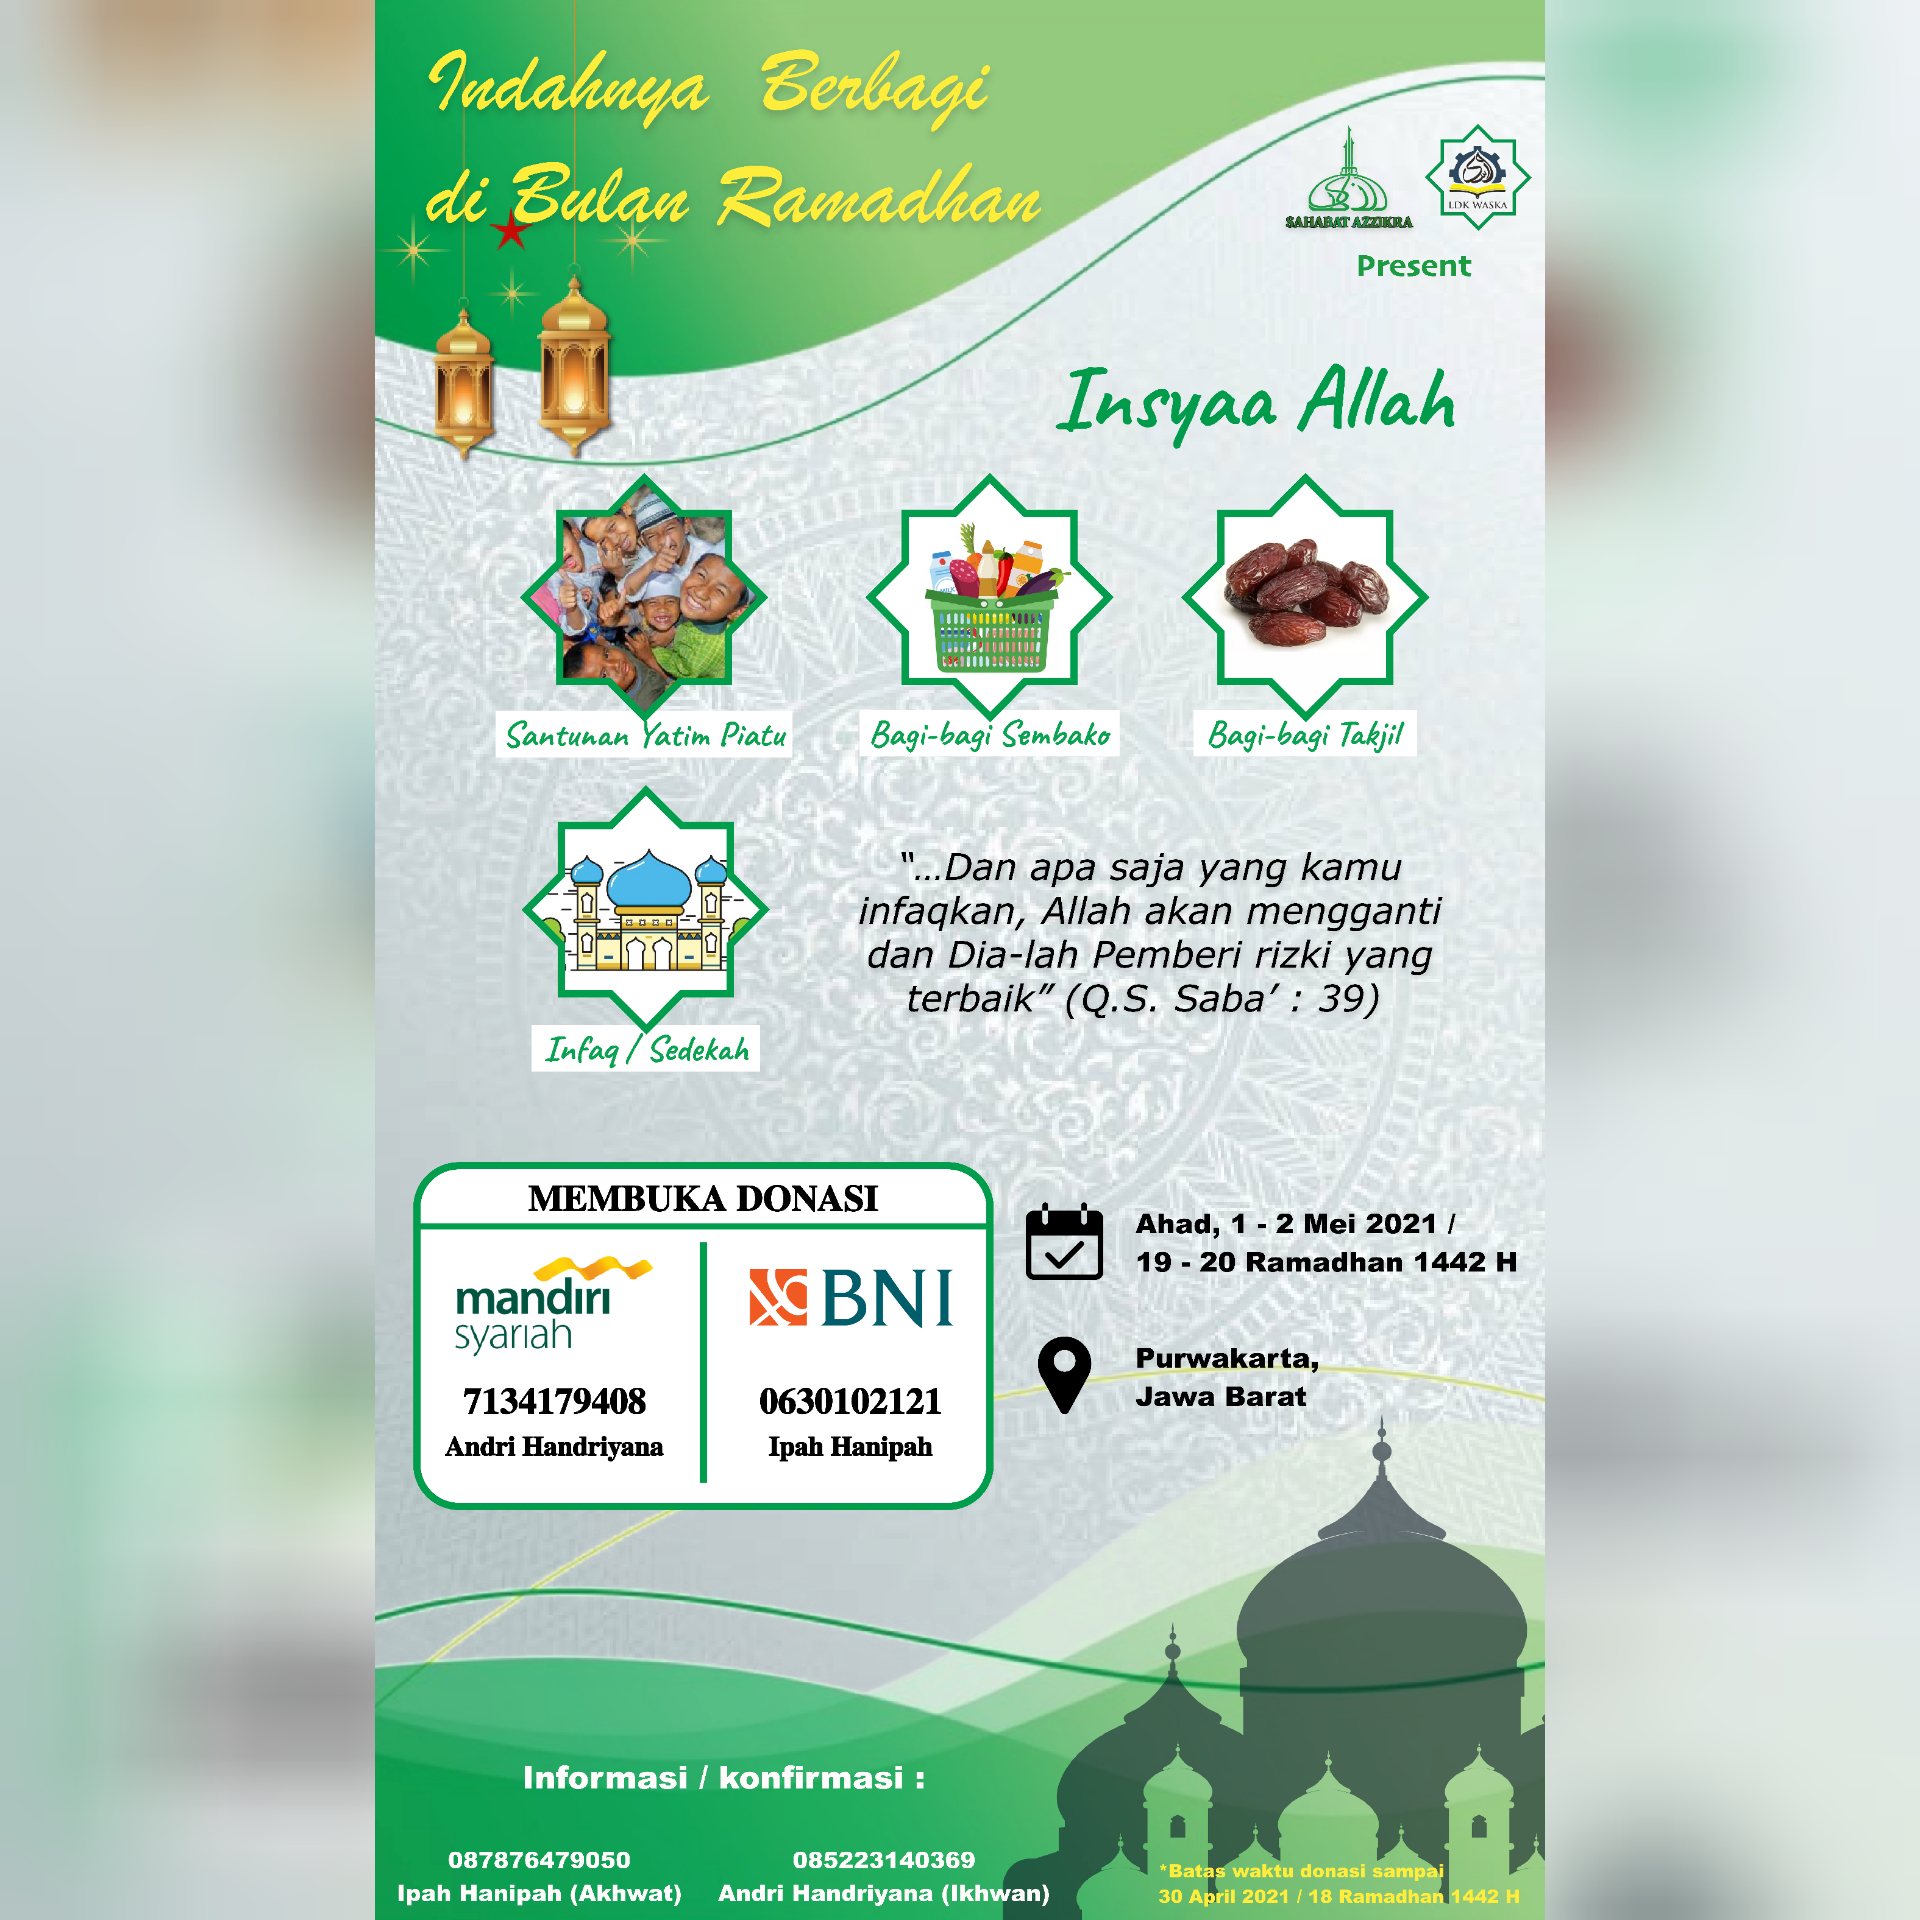 Indahnya Berbagi
di Bulan Ramadhan
SAHABAT AZZIKRA
LDK WASKA
Present
Insyaa Allah
Santunan Yatim Piatu
Bagi-bagi Sembako
Bagi-bagi Takjil
Infaq / Sedekah
“...Dan apa saja yang kamu
infaqkan, Allah akan mengganti
dan Dia-lah Pemberi rizki yang
terbaik” (Q.S. Saba’ : 39)
MEMBUKA DONASI
mandiri
syariah
7134179408
Andri Handriyana
BNI
0630102121
Ipah Hanipah
Ahad, 1 - 2 Mei 2021 /
19 - 20 Ramadhan 1442 H
Purwakarta,
Jawa Barat
Informasi / konfirmasi :
087876479050
Ipah Hanipah (Akhwat)
085223140369
Andri Handriyana (Ikhwan)
*Batas waktu donasi sampai
30 April 2021 / 18 Ramadhan 1442 H